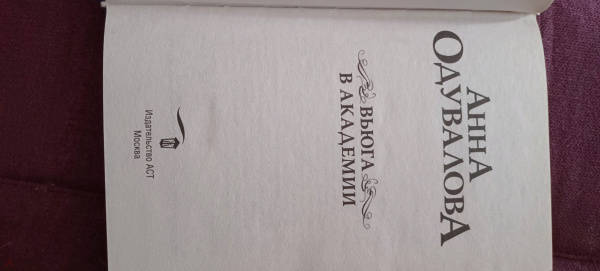 АННА
ОДУВАЛОВА
ВЬЮГА
В АКАДЕМИИ
Издательство АСТ
Москва